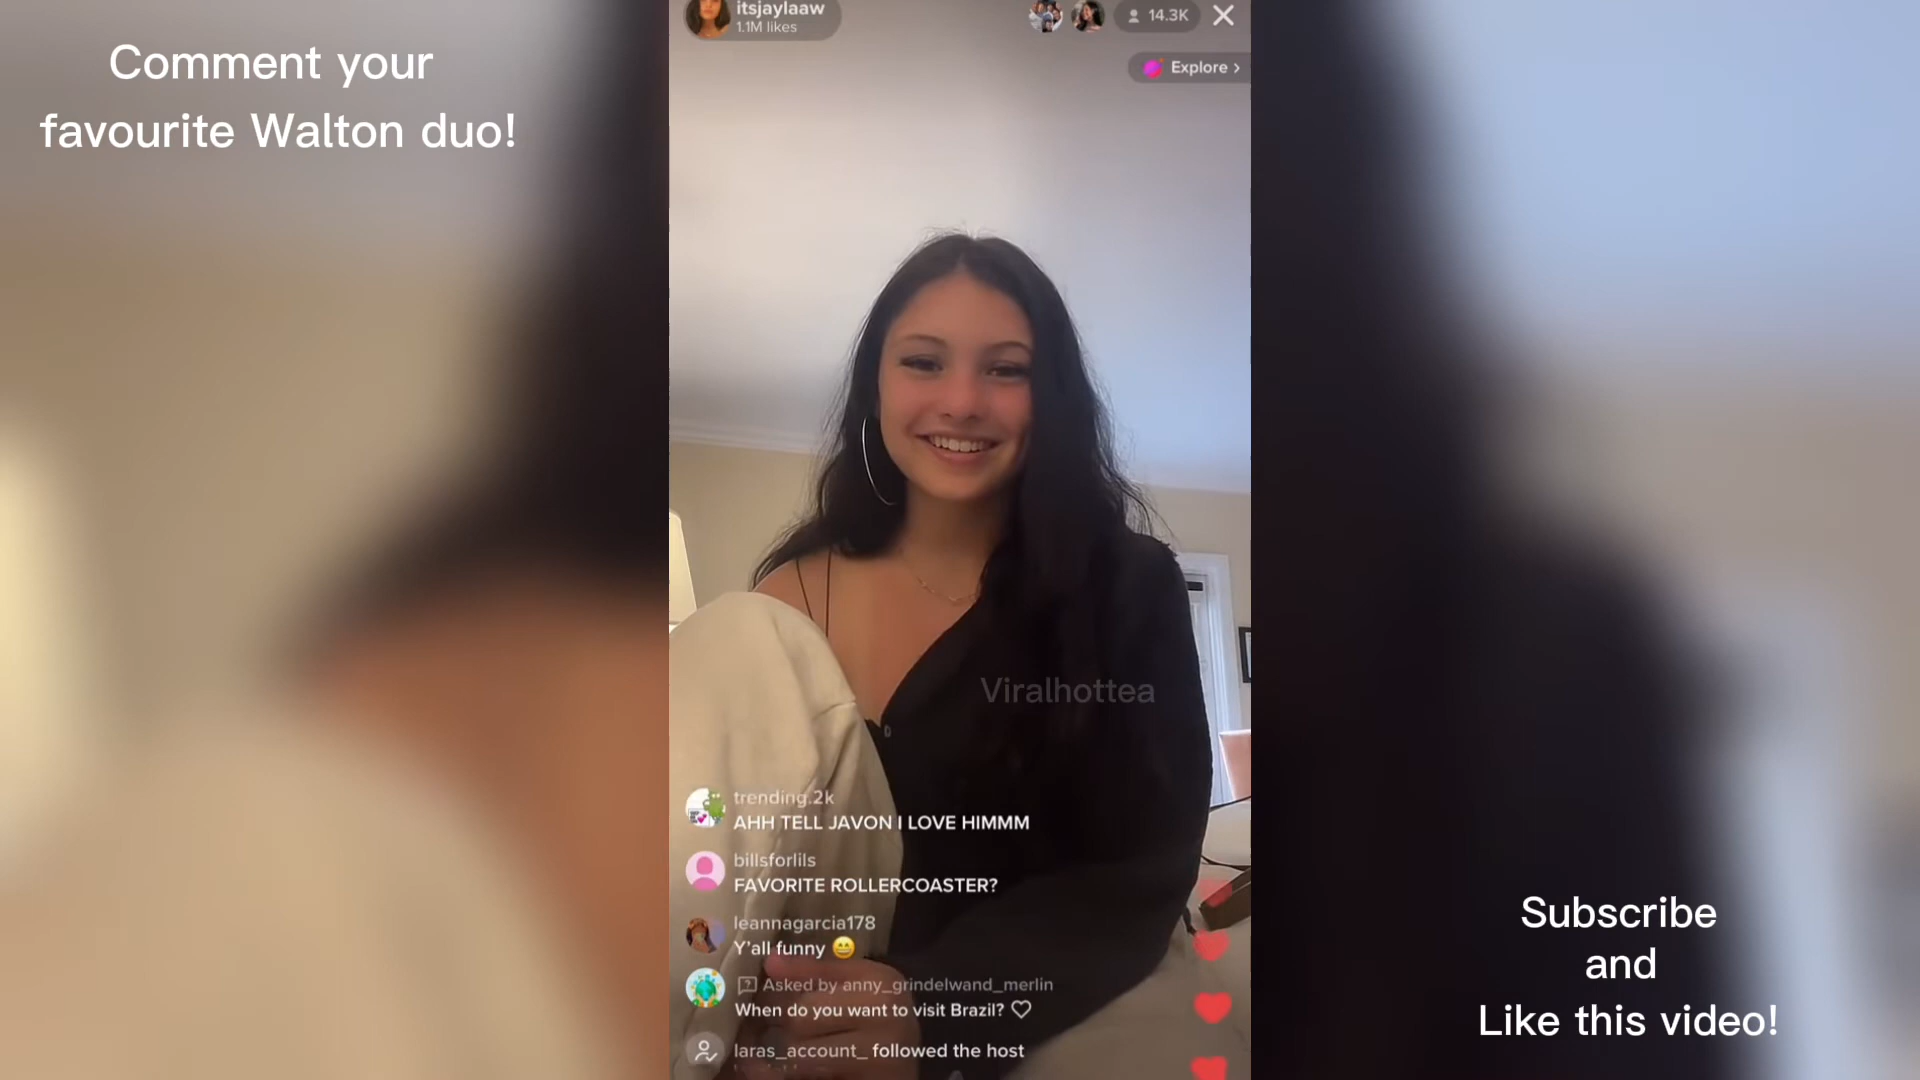 Comment your
favourite Walton duo!
itsjaylaaw
1.1M likes
14.3K
Explore >
Viralhottea
trending.2k
AHH TELL JAVON I LOVE HIMMM
billsforlils
FAVORITE ROLLERCOASTER?
leannagarcia178
Y'all funny 😄
Asked by anny_grindelwand_merlin
When do you want to visit Brazil? ♡
laras_account_ followed the host
Subscribe
and
Like this video!